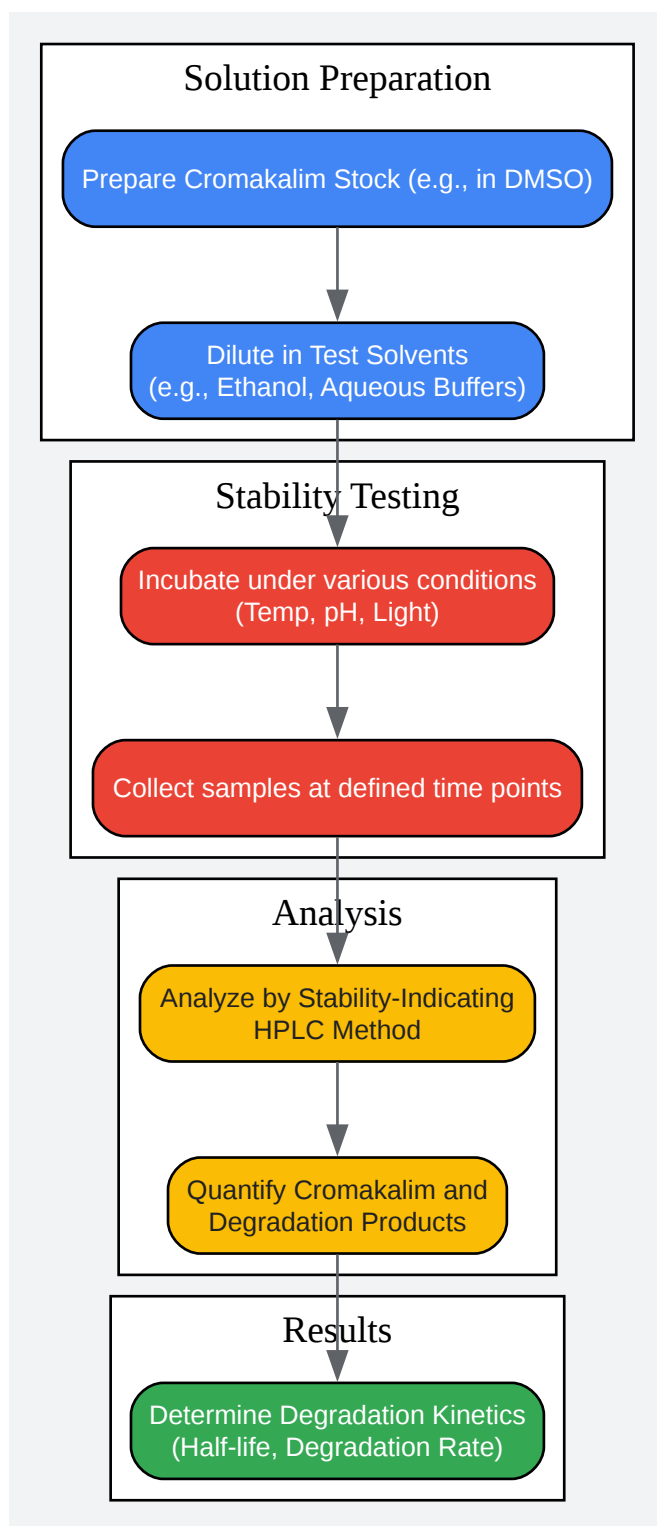 Solution Preparation
Prepare Cromakalim Stock (e.g., in DMSO)
Dilute in Test Solvents
(e.g., Ethanol, Aqueous Buffers)
Stability Testing
Incubate under various conditions
(Temp, pH, Light)
Collect samples at defined time points
Analysis
Analyze by Stability-Indicating
HPLC Method
Quantify Cromakalim and
Degradation Products
Results
Determine Degradation Kinetics
(Half-life, Degradation Rate)